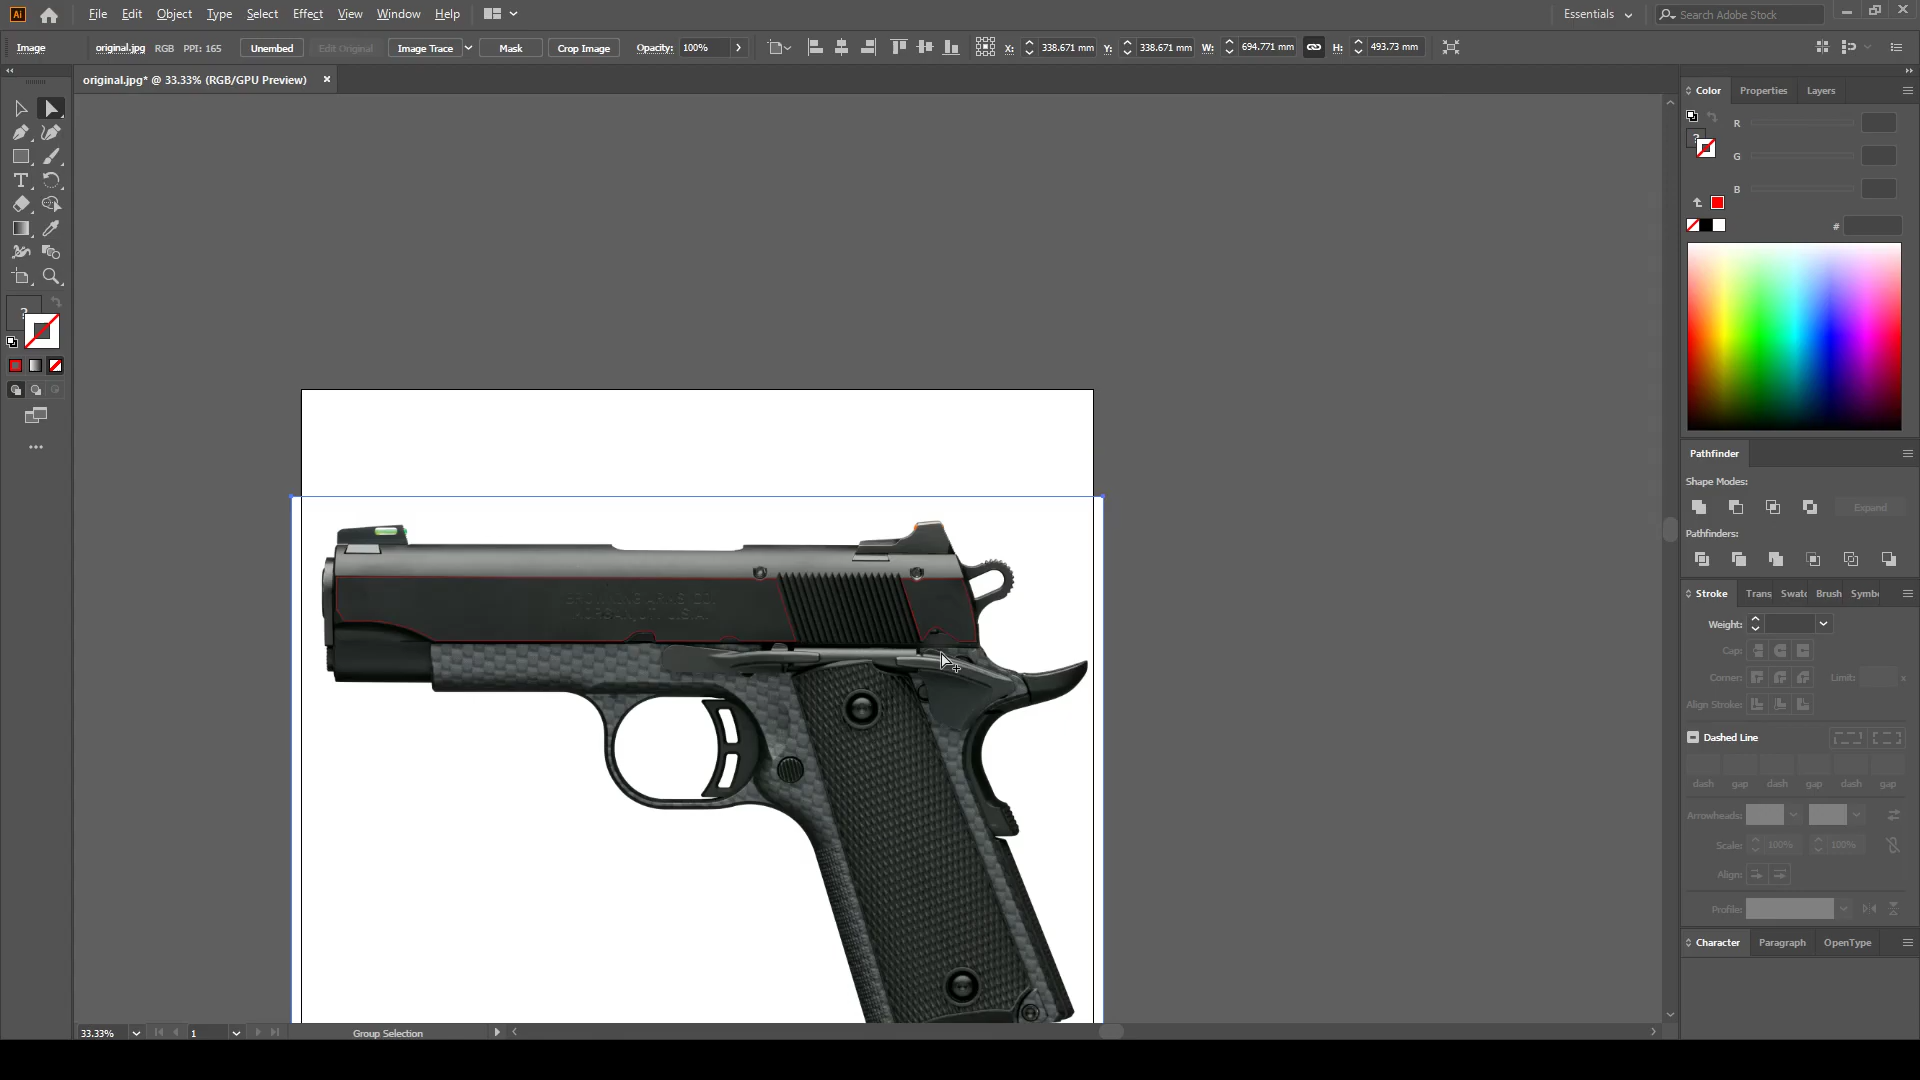 Ai File Edit Object Type Select Effect View Window Help Essentials Search Adobe Stock
Image original.jpg RGB PPI: 165 Unembed Edit Original Image Trace Mask Crop Image Opacity: 100% X: 338.671 mm Y: 338.671 mm W: 694.771 mm H: 493.73 mm
original.jpg* @ 33.33% (RGB/GPU Preview) ×
Color Properties Layers
R
G
B
#
T
?
?
Pathfinder
Shape Modes:
Expand
Pathfinders:
Stroke Trans Swatc Brush Symbo
Weight:
Cap:
Corner: Limit: x
Align Stroke:
Dashed Line
dash gap dash gap dash gap
Arrowheads:
Scale: 100% 100%
Align:
Profile:
Character Paragraph OpenType
BROWNING ARMS CO.
33.33% 1 Group Selection